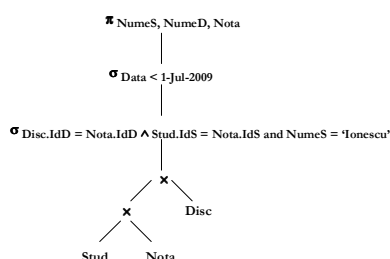 π NumeS, NumeD, Nota
σ Data < 1-Jul-2009
σ Disc.IdD = Nota.IdD ∧ Stud.IdS = Nota.IdS and NumeS = ‘Ionescu’
×
× Disc
Stud Nota